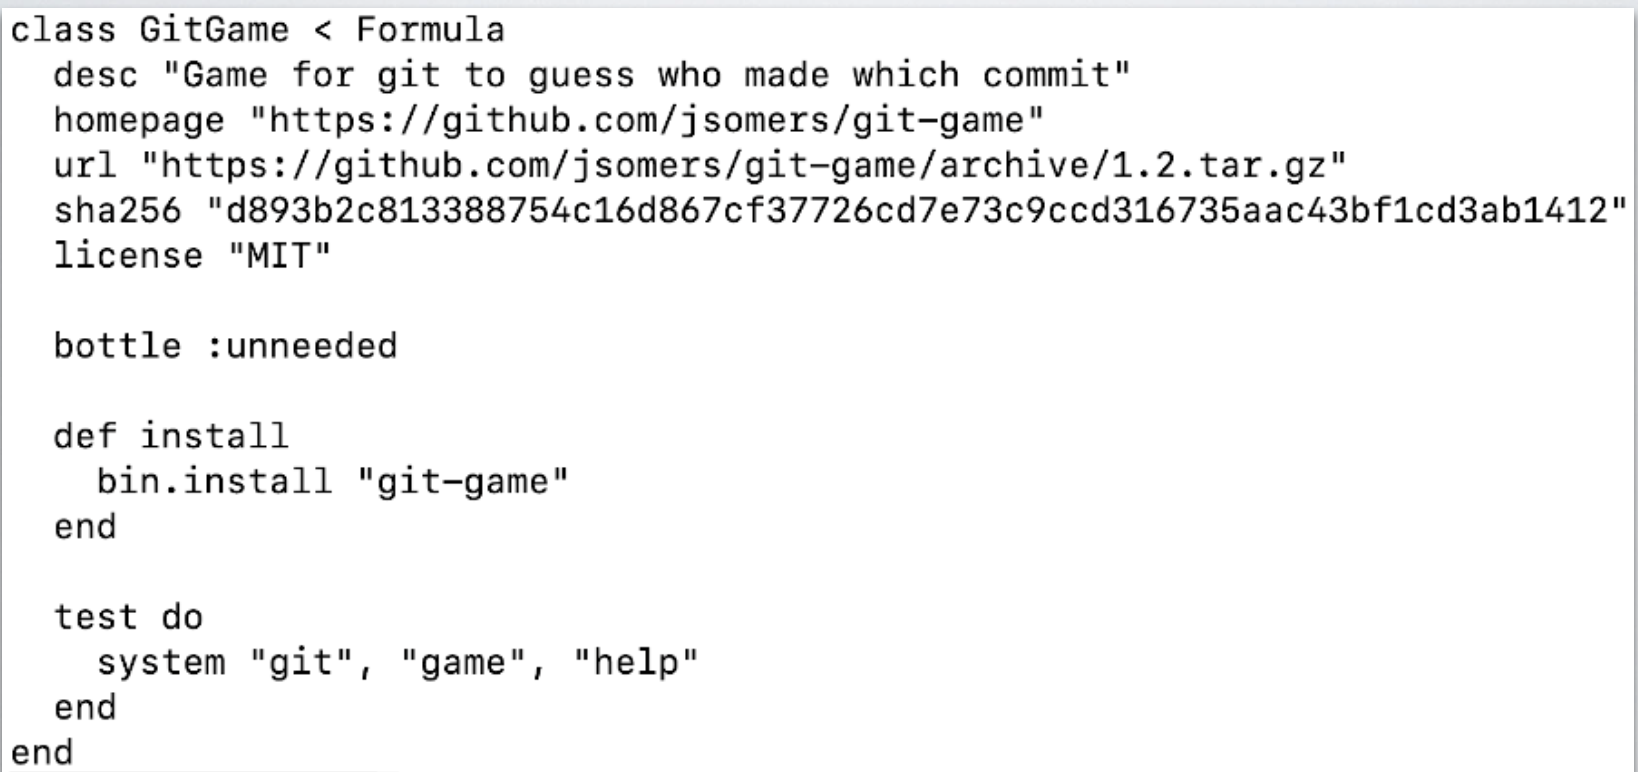 class GitGame < Formula
  desc "Game for git to guess who made which commit"
  homepage "https://github.com/jsomers/git-game"
  url "https://github.com/jsomers/git-game/archive/1.2.tar.gz"
  sha256 "d893b2c813388754c16d867cf37726cd7e73c9ccd316735aac43bf1cd3ab1412"
  license "MIT"

  bottle :unneeded

  def install
    bin.install "git-game"
  end

  test do
    system "git", "game", "help"
  end
end